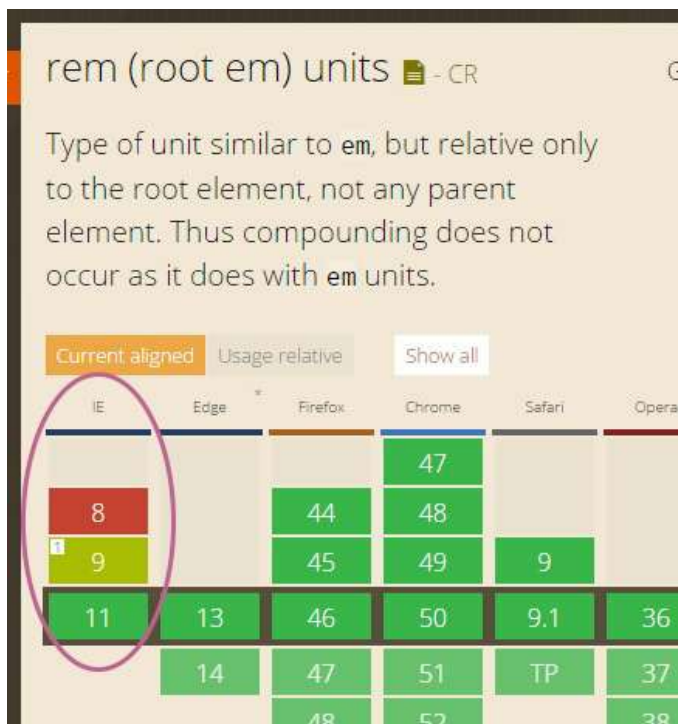 rem (root em) units - CR
Type of unit similar to em, but relative only
to the root element, not any parent
element. Thus compounding does not
occur as it does with em units.
Current aligned Usage relative Show all
IE Edge * Firefox Chrome Safari Opera
47
8 44 48
1 9 45 49 9
11 13 46 50 9.1 36
14 47 51 TP 37
48 52 38